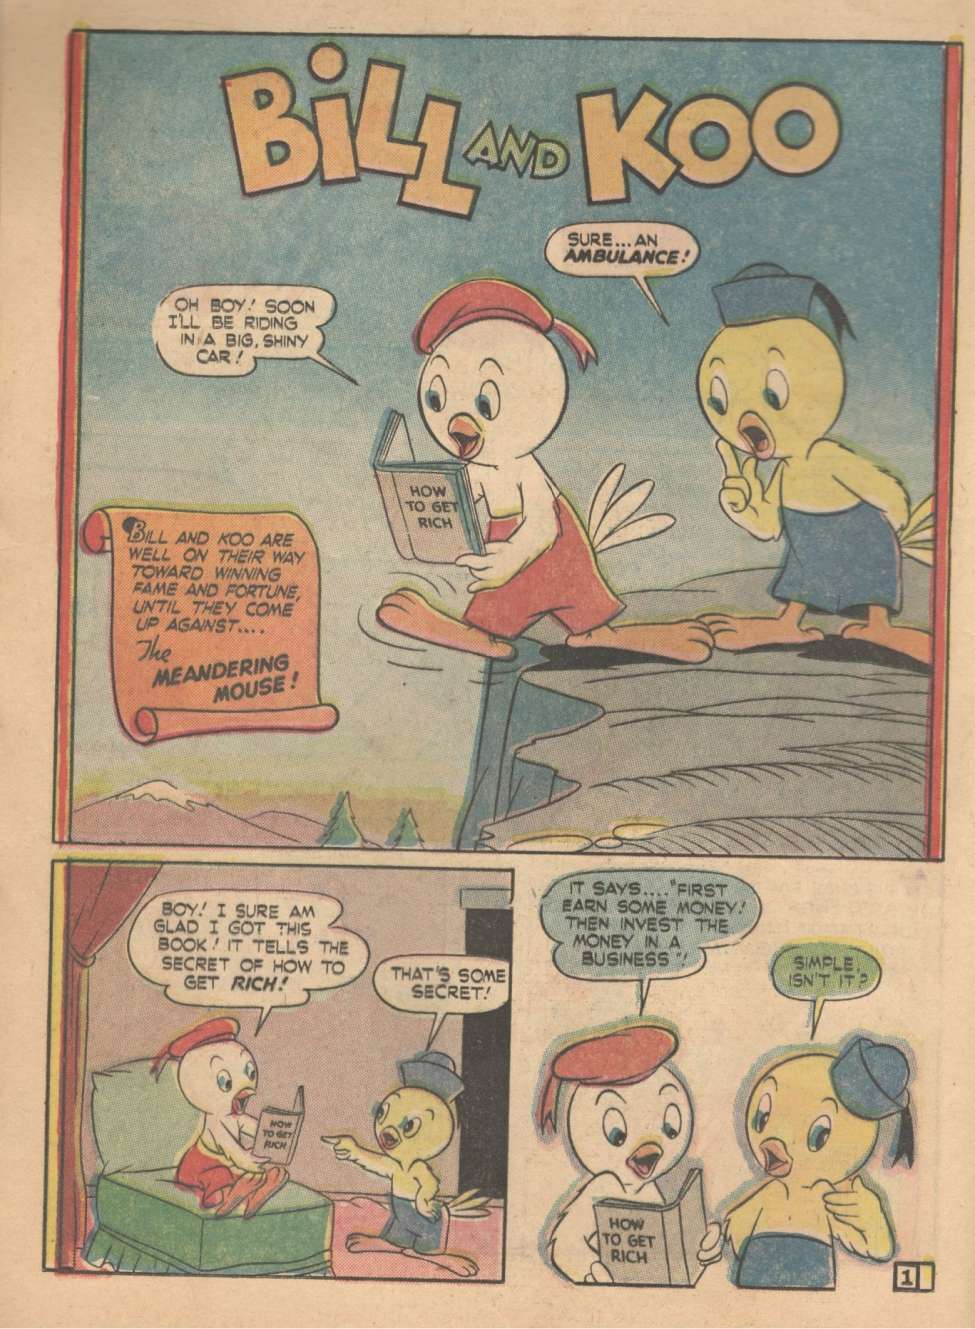 BILL AND KOO
SURE...AN
AMBULANCE!
OH BOY! SOON
I'LL BE RIDING
IN A BIG, SHINY
CAR!
HOW
TO GET
RICH
BILL AND KOO ARE
WELL ON THEIR WAY
TOWARD WINNING
FAME AND FORTUNE,
UNTIL THEY COME
UP AGAINST....
The
MEANDERING
MOUSE!
BOY! I SURE AM
GLAD I GOT THIS
BOOK! IT TELLS THE
SECRET OF HOW TO
GET RICH!
THAT'S SOME
SECRET!
HOW
TO GET
RICH
IT SAYS...."FIRST
EARN SOME MONEY!
THEN INVEST THE
MONEY IN A
BUSINESS"!
SIMPLE,
ISN'T IT?
HOW
TO GET
RICH
1